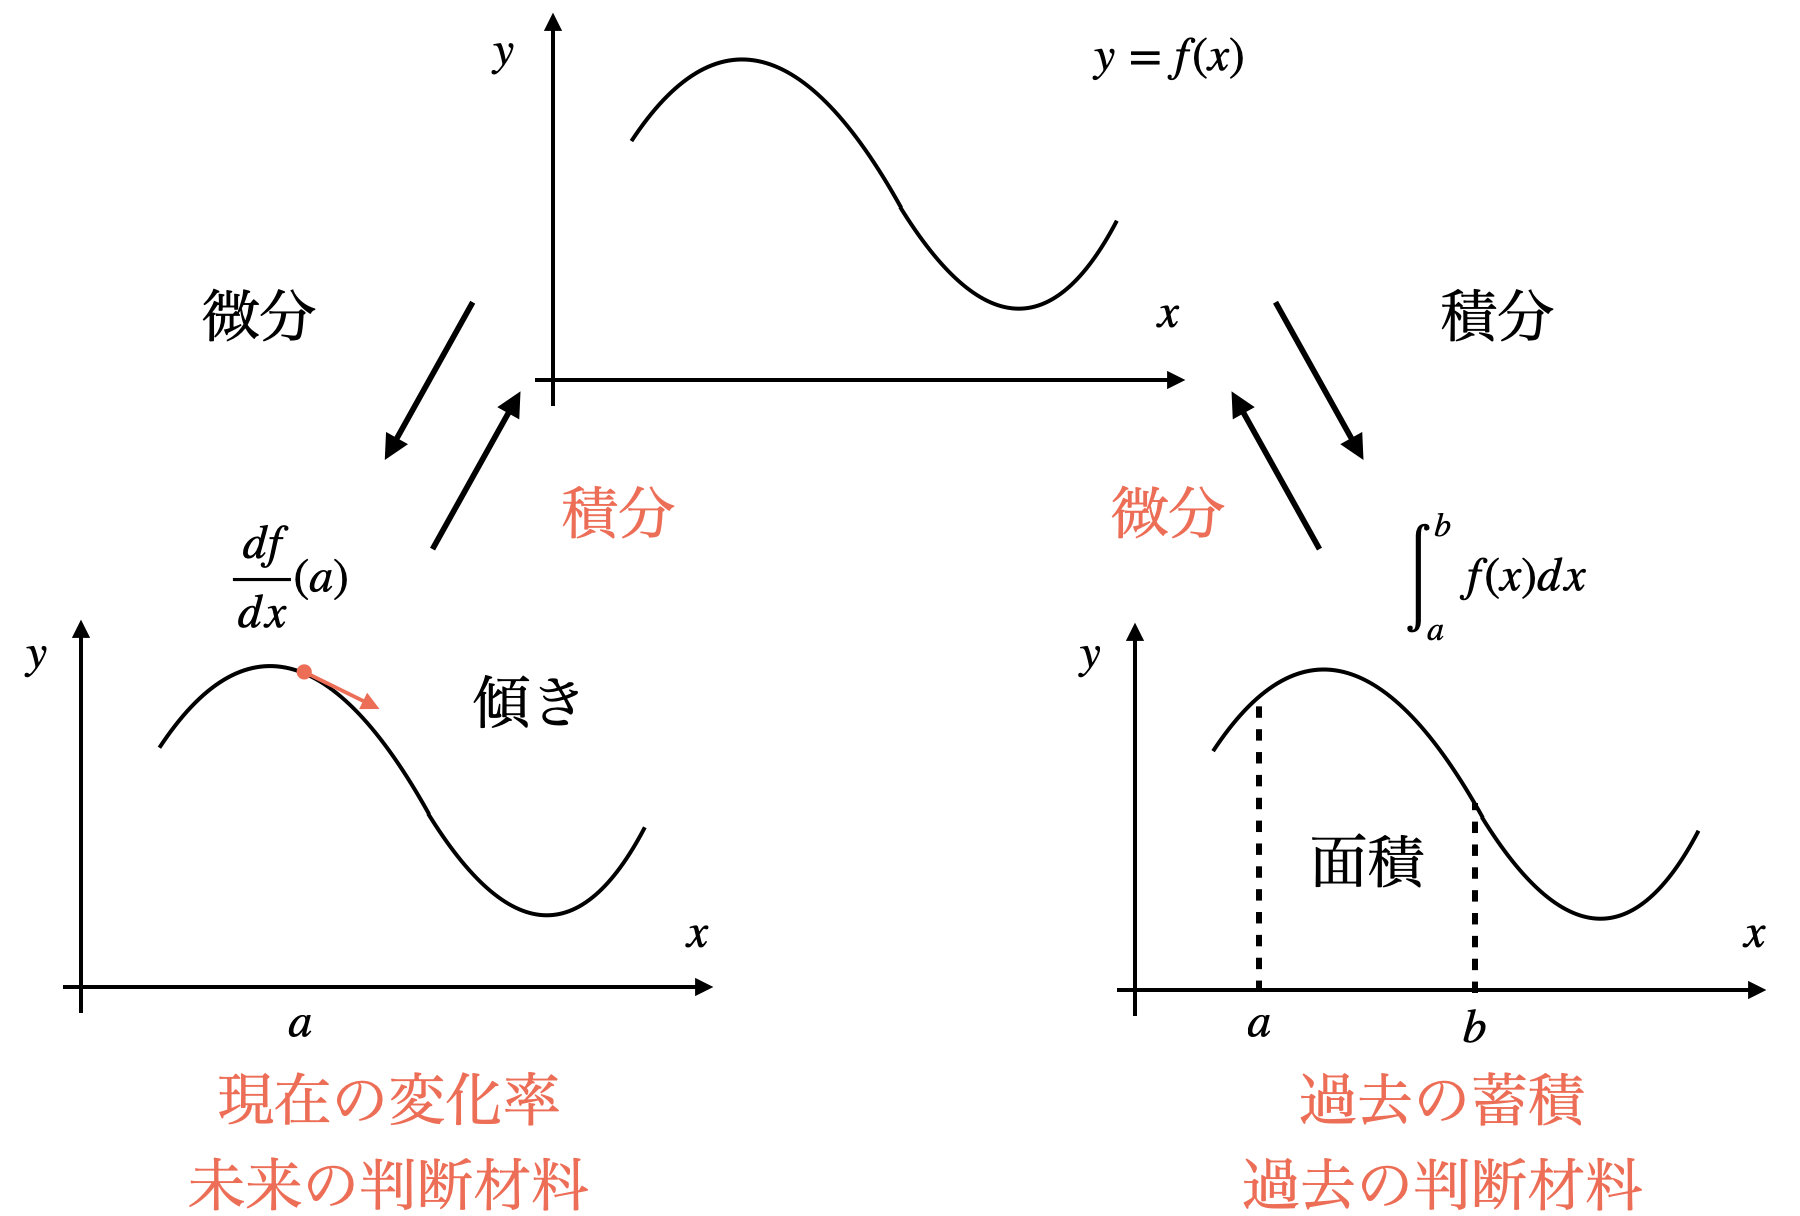 y
y = f(x)
x
微分
積分
積分
微分
df/dx (a)
∫_a^b f(x)dx
y
傾き
x
a
y
面積
x
a
b
現在の変化率
未来の判断材料
過去の蓄積
過去の判断材料